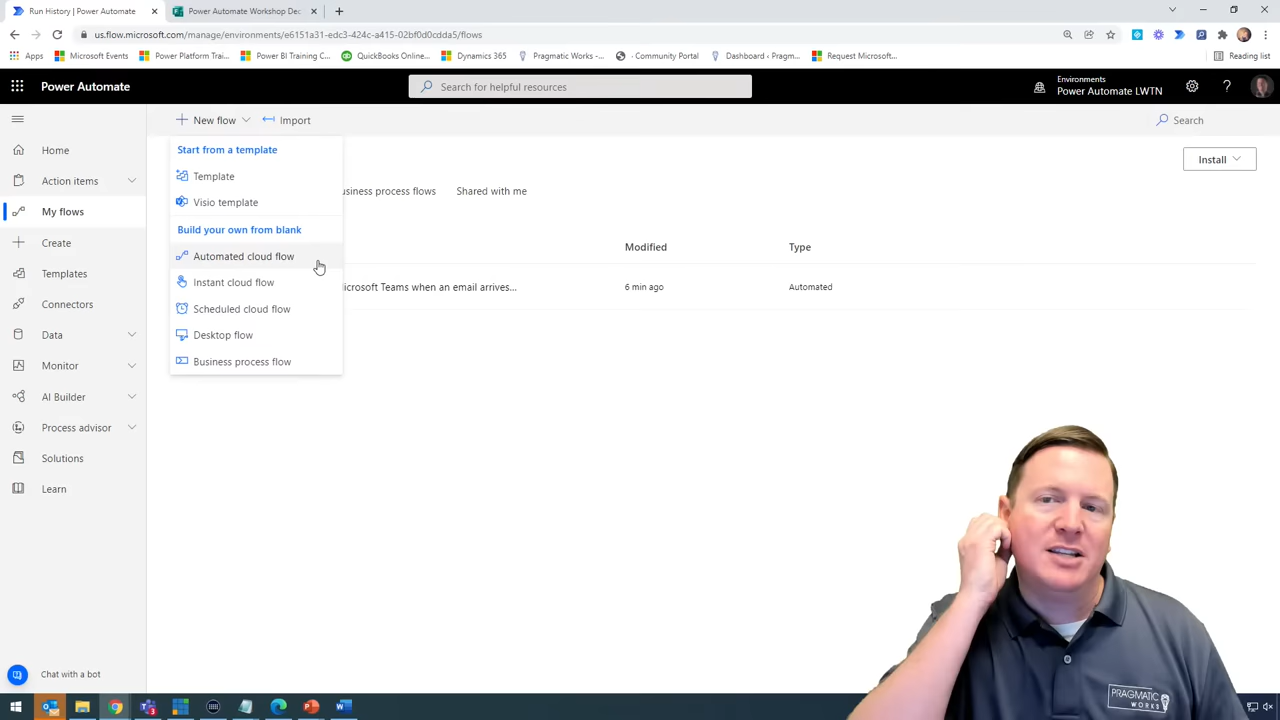 Run History | Power Automate
Power Automate Workshop Dec
us.flow.microsoft.com/manage/environments/e6151a31-edc3-424c-a415-02bf0d0cdda5/flows
Apps
Microsoft Events
Power Platform Trai...
Power BI Training C...
QuickBooks Online...
Dynamics 365
Pragmatic Works -...
- Community Portal
Dashboard ‹ Pragm...
Request Microsoft...
Reading list
Power Automate
Search for helpful resources
Environments
Power Automate LWTN
New flow
Import
Search
Home
Action items
My flows
Create
Templates
Connectors
Data
Monitor
AI Builder
Process advisor
Solutions
Learn
Chat with a bot
Start from a template
Template
Visio template
Build your own from blank
Automated cloud flow
Instant cloud flow
Scheduled cloud flow
Desktop flow
Business process flow
Install
usiness process flows
Shared with me
Modified
Type
icrosoft Teams when an email arrives...
6 min ago
Automated
PRAGMATIC
WORKS